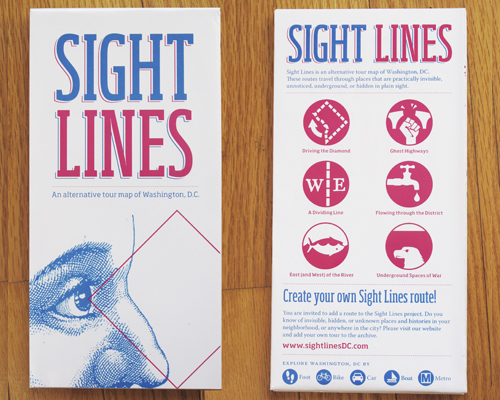 SIGHT
LINES
An alternative tour map of Washington, D.C.
SIGHT LINES
Sight Lines is an alternative tour map of Washington, DC.
These routes travel through places that are practically invisible,
unnoticed, underground, or hidden in plain sight.
Driving the Diamond
Ghost Highways
W E
A Dividing Line
Flowing through the District
East (and West) of the River
Underground Spaces of War
Create your own Sight Lines route!
You are invited to add a route to the Sight Lines project. Do you
know of invisible, hidden, or unknown places and histories in your
neighborhood, or anywhere in the city? Please visit our website
and add your own tour to the archive.
www.sightlinesDC.com
EXPLORE WASHINGTON, DC BY
Foot Bike Car Boat M Metro